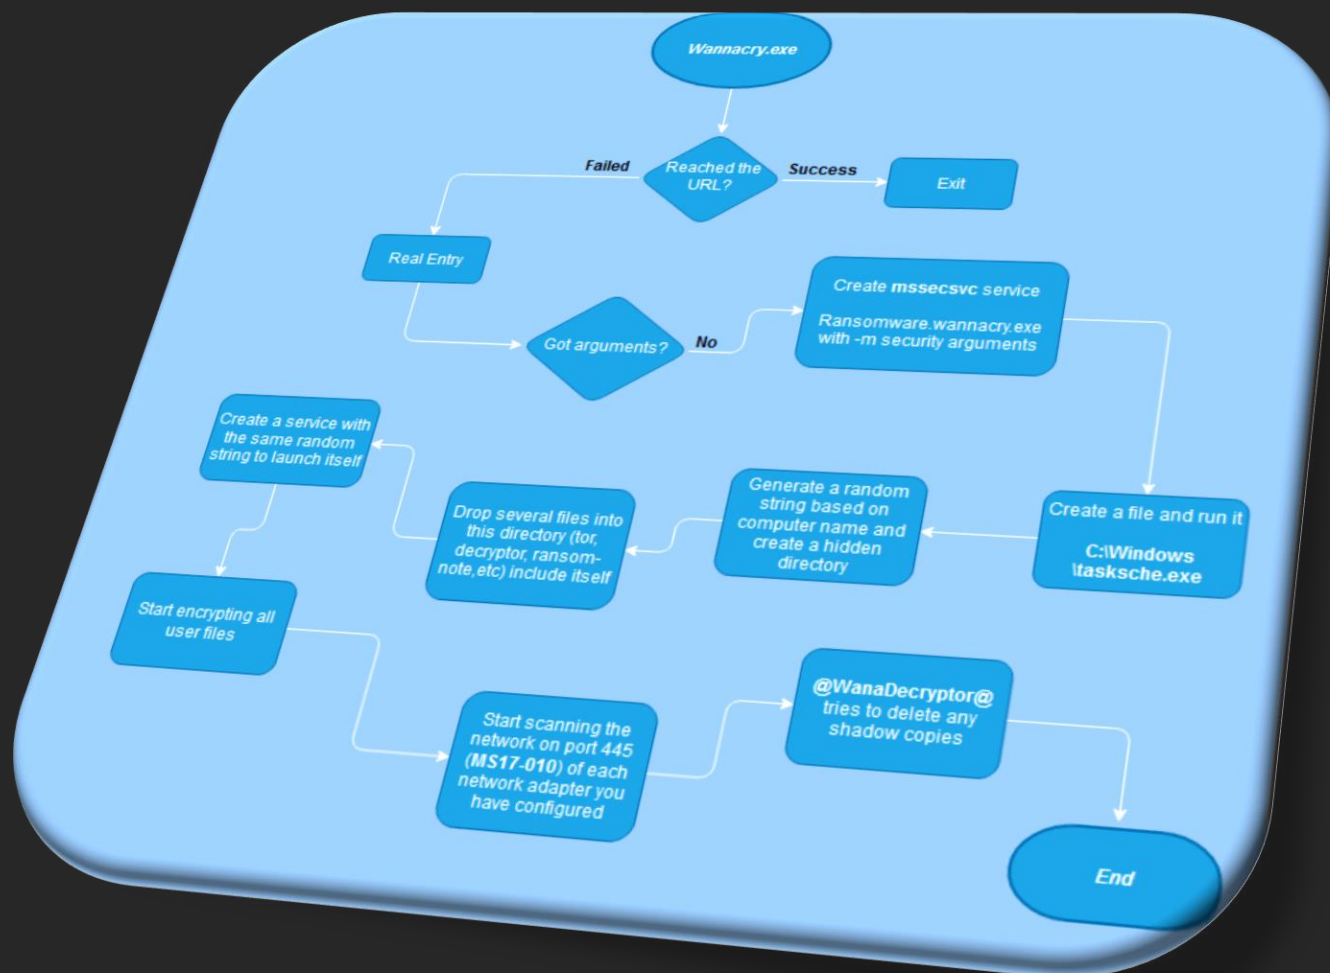 Wannacry.exe
Failed
Reached the
URL?
Success
Exit
Real Entry
Got arguments?
No
Create mssecsvc service
Ransomware.wannacry.exe
with -m security arguments
Create a file and run it
C:\Windows
\tasksche.exe
Generate a random
string based on
computer name and
create a hidden
directory
Drop several files into
this directory (tor,
decryptor, ransom-
note,etc) include itself
Create a service with
the same random
string to launch itself
Start encrypting all
user files
Start scanning the
network on port 445
(MS17-010) of each
network adapter you
have configured
@WanaDecryptor@
tries to delete any
shadow copies
End